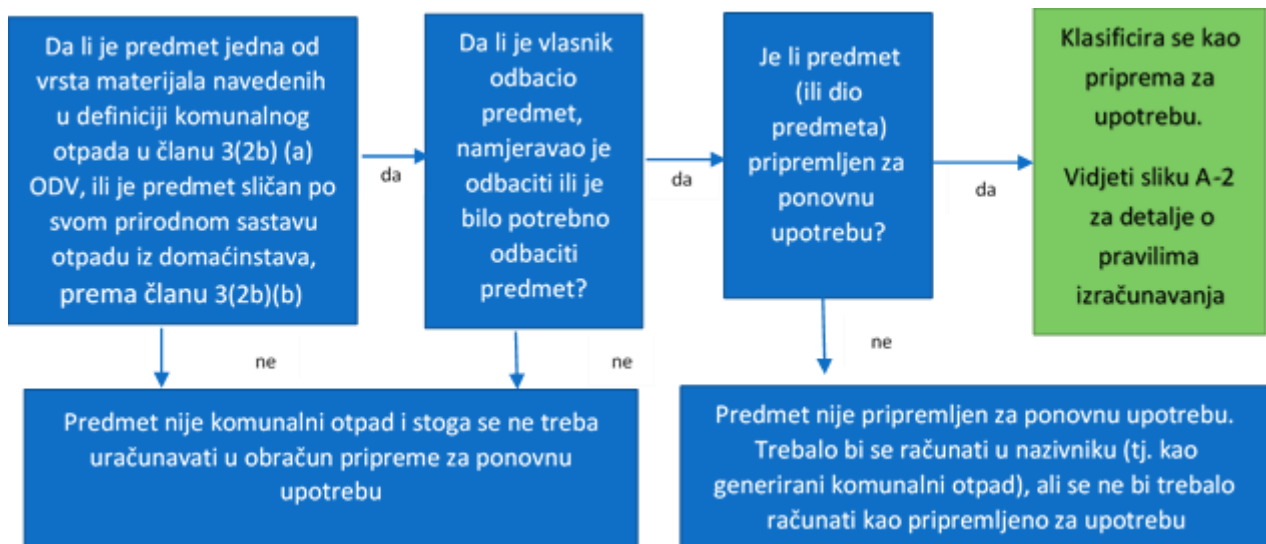 Da li je predmet jedna od
vrsta materijala navedenih
u definiciji komunalnog
otpada u članu 3(2b) (a)
ODV, ili je predmet sličan po
svom prirodnom sastavu
otpadu iz domaćinstava,
prema članu 3(2b)(b)
da
ne
Da li je vlasnik
odbacio
predmet,
namjeravao je
odbaciti ili je
bilo potrebno
odbaciti
predmet?
da
ne
Je li predmet
(ili dio
predmeta)
pripremljen za
ponovnu
upotrebu?
da
ne
Klasificira se kao
priprema za
upotrebu.
Vidjeti sliku A-2
za detalje o
pravilima
izračunavanja
Predmet nije komunalni otpad i stoga se ne treba
uračunavati u obračun pripreme za ponovnu
upotrebu
Predmet nije pripremljen za ponovnu upotrebu.
Trebalo bi se računati u nazivniku (tj. kao
generirani komunalni otpad), ali se ne bi trebalo
računati kao pripremljeno za upotrebu